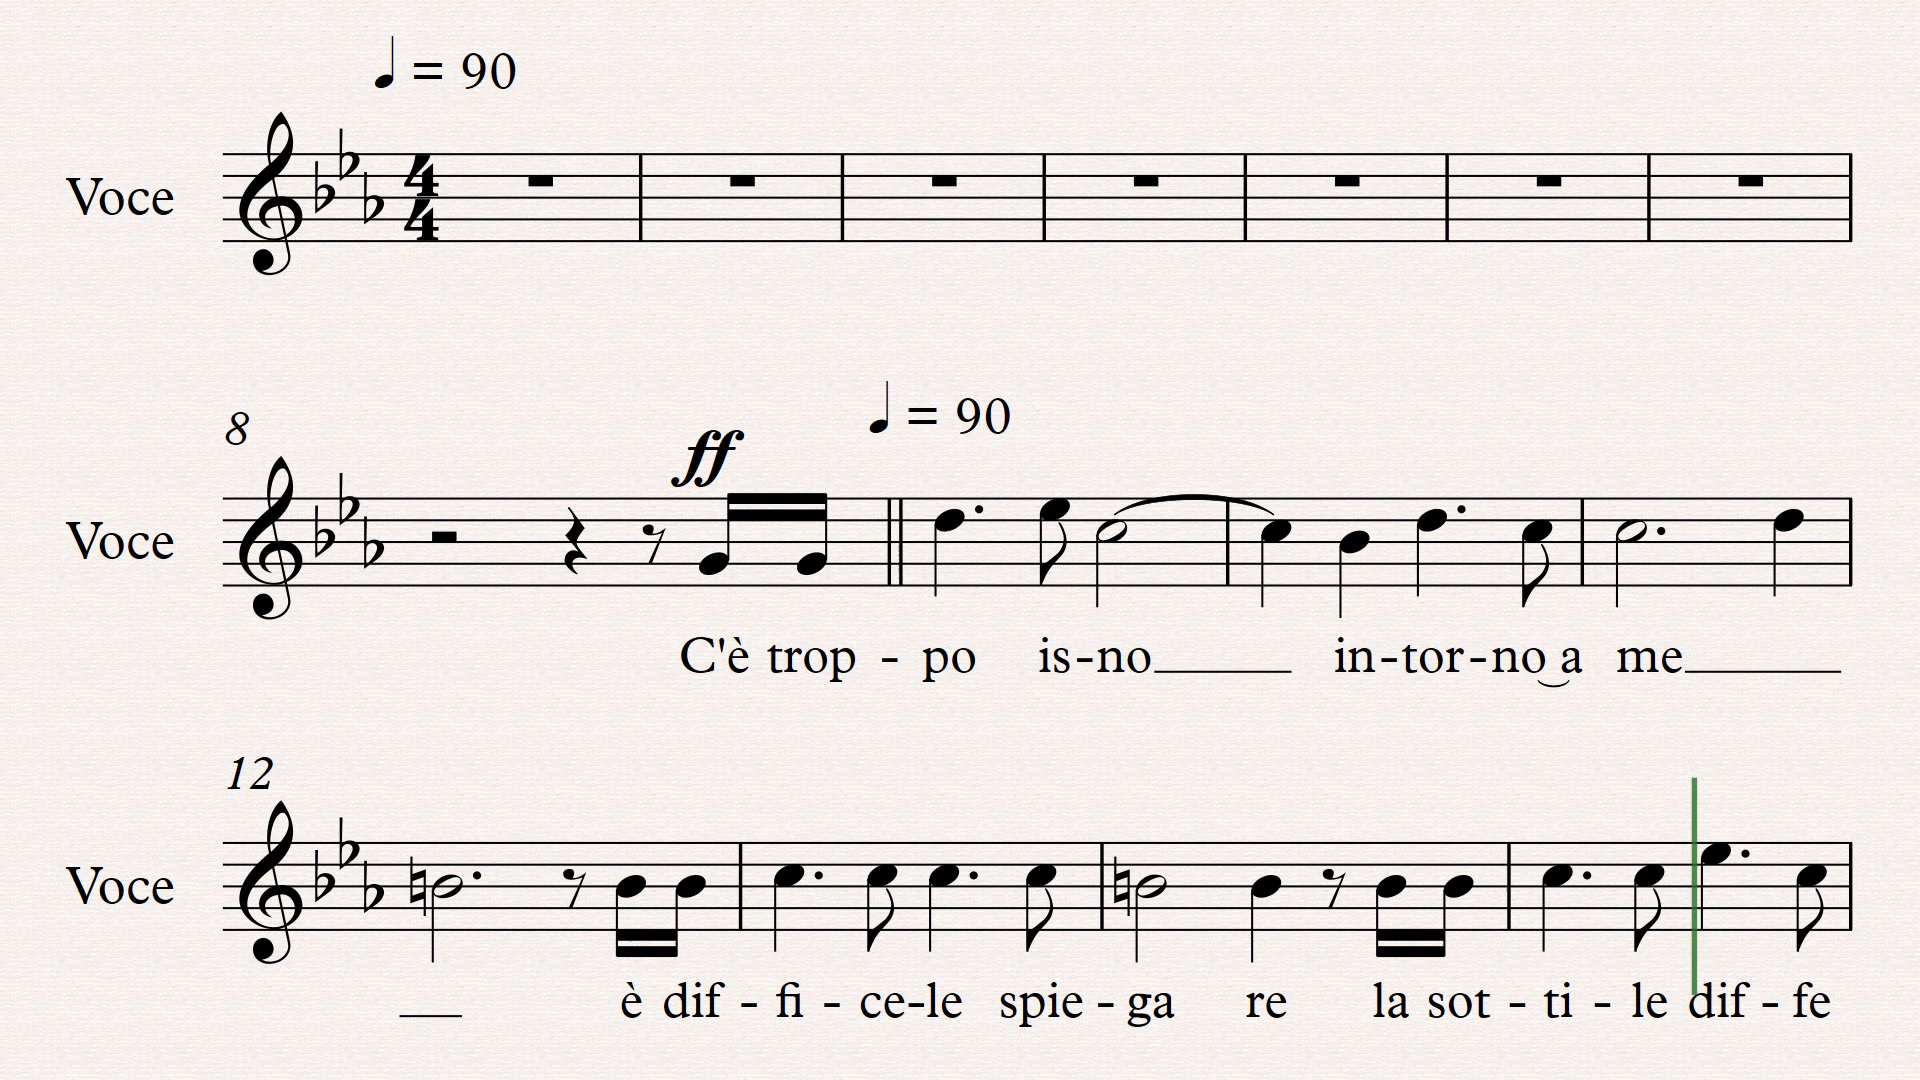 = 90
Voce
8
ff
= 90
Voce
C'è trop - po is-no in-tor-no a me
12
Voce
è dif - fi - ce-le spie - ga re la sot - ti - le dif - fe